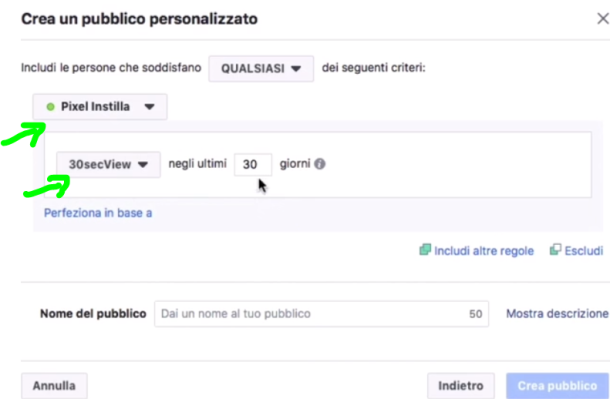 Crea un pubblico personalizzato
Includi le persone che soddisfano QUALSIASI dei seguenti criteri:
Pixel Instilla
30secView negli ultimi 30 giorni
Perfeziona in base a
Includi altre regole Escludi
Nome del pubblico Dai un nome al tuo pubblico 50 Mostra descrizione
Annulla Indietro Crea pubblico